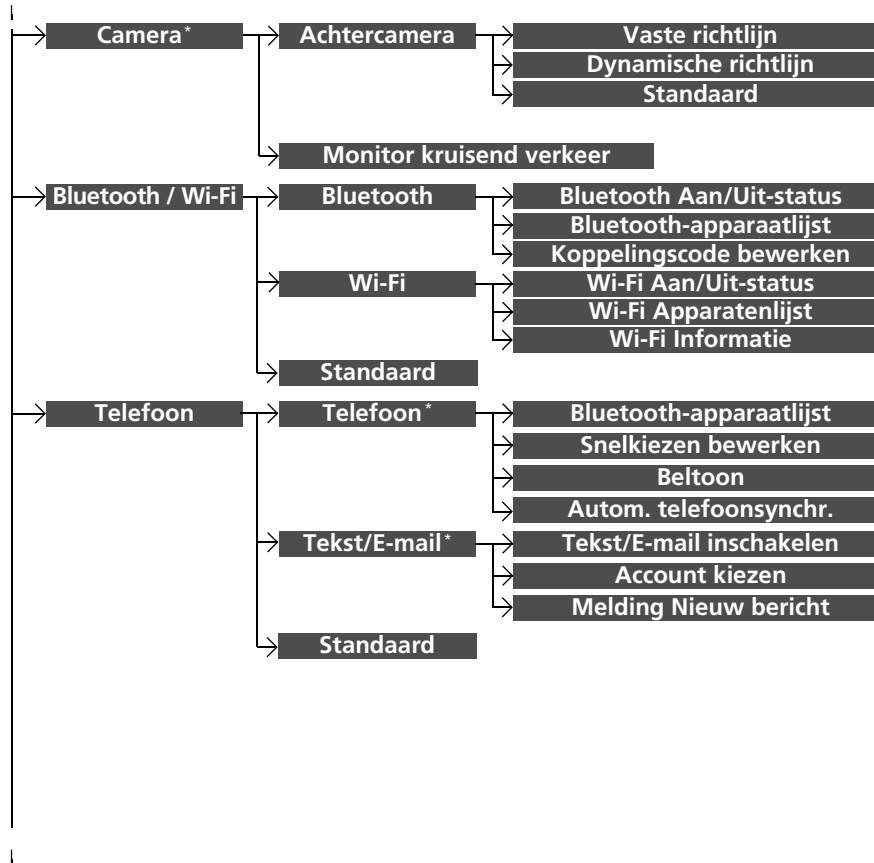 Camera*
Achtercamera
Vaste richtlijn
Dynamische richtlijn
Standaard
Monitor kruisend verkeer
Bluetooth / Wi-Fi
Bluetooth
Bluetooth Aan/Uit-status
Bluetooth-apparaatlijst
Koppelingscode bewerken
Wi-Fi
Wi-Fi Aan/Uit-status
Wi-Fi Apparatenlijst
Wi-Fi Informatie
Standaard
Telefoon
Telefoon*
Bluetooth-apparaatlijst
Snelkiezen bewerken
Beltoon
Autom. telefoonsynchr.
Tekst/E-mail*
Tekst/E-mail inschakelen
Account kiezen
Melding Nieuw bericht
Standaard